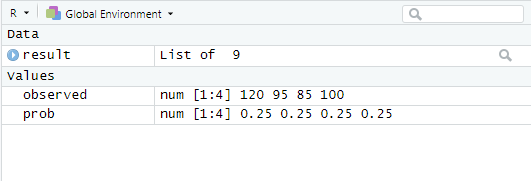 R Global Environment
Data
result List of 9
Values
observed num [1:4] 120 95 85 100
prob num [1:4] 0.25 0.25 0.25 0.25